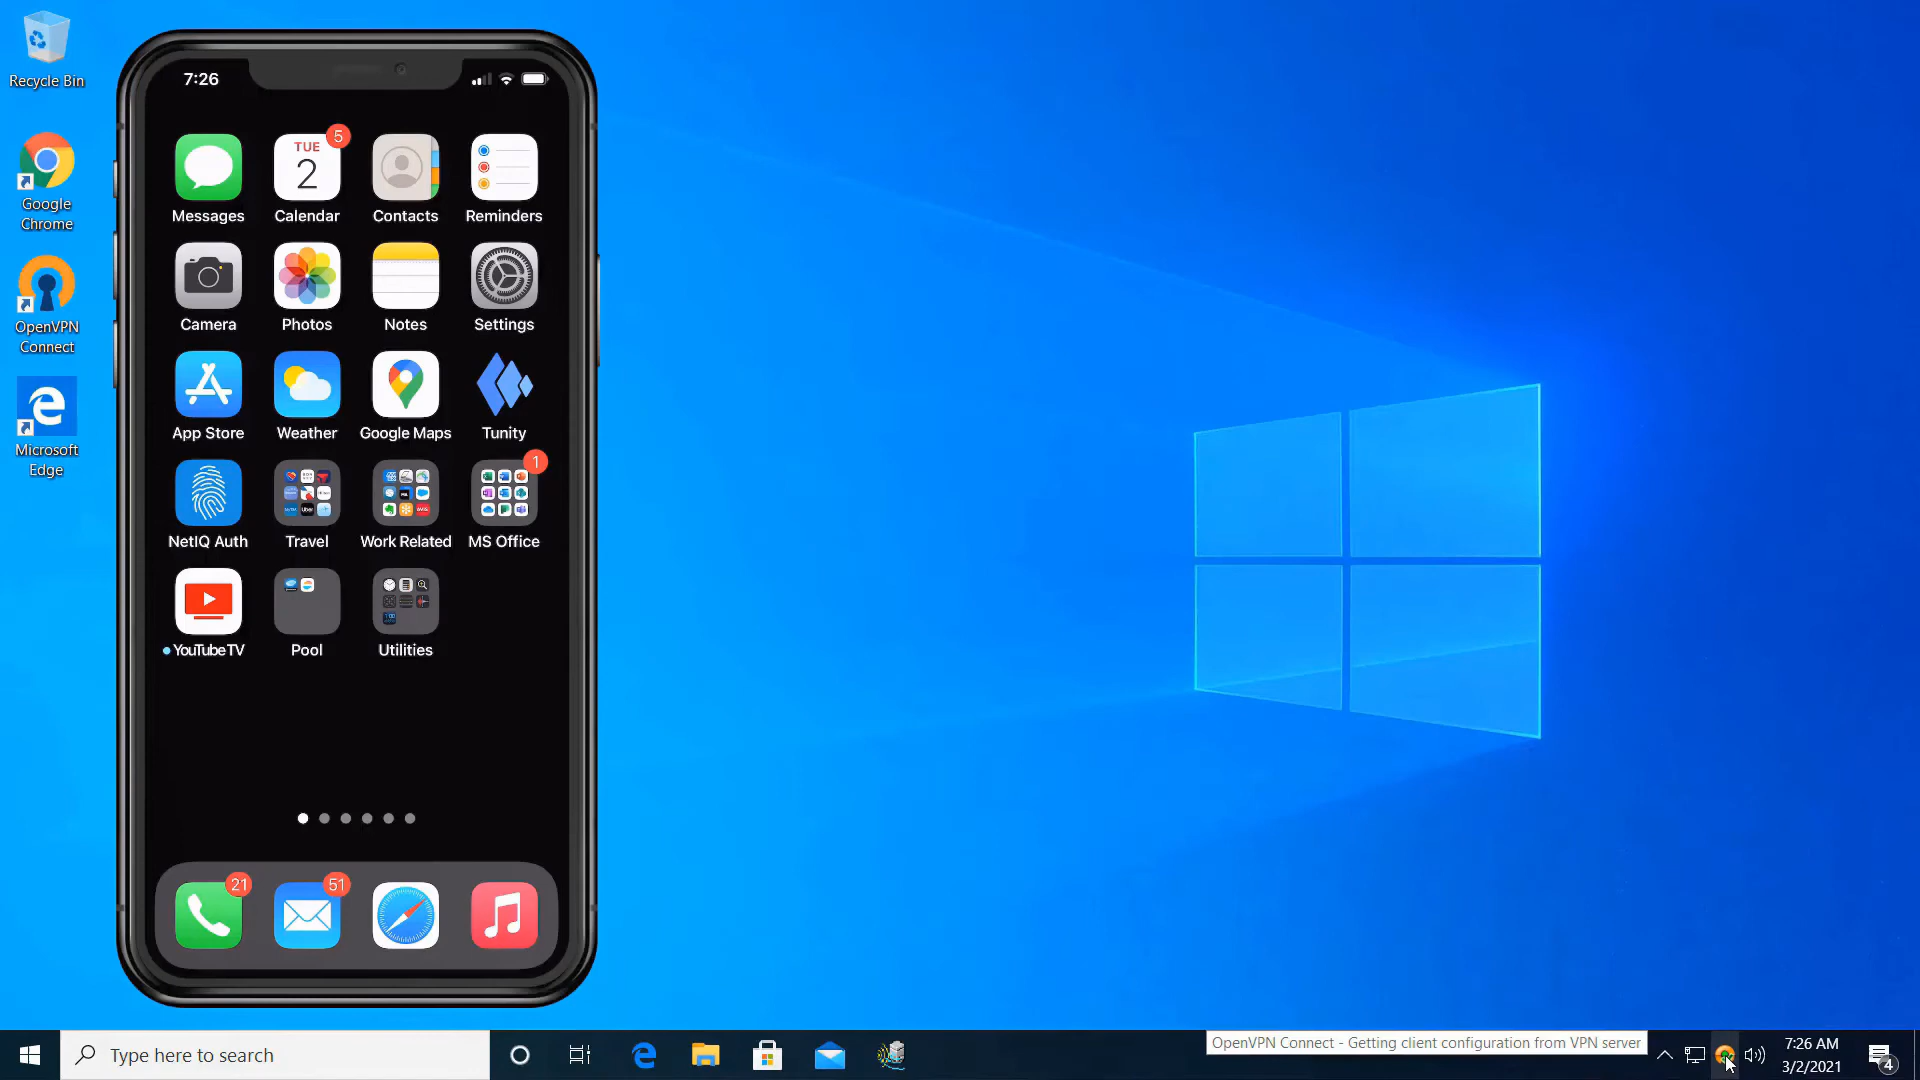 Recycle Bin
Google
Chrome
OpenVPN
Connect
Microsoft
Edge
7:26
5
TUE
2
Messages
Calendar
Contacts
Reminders
Camera
Photos
Notes
Settings
App Store
Weather
Google Maps
Tunity
1
NetIQ Auth
Travel
Work Related
MS Office
YouTube TV
Pool
Utilities
21
51
Type here to search
OpenVPN Connect - Getting client configuration from VPN server
7:26 AM
3/2/2021
4